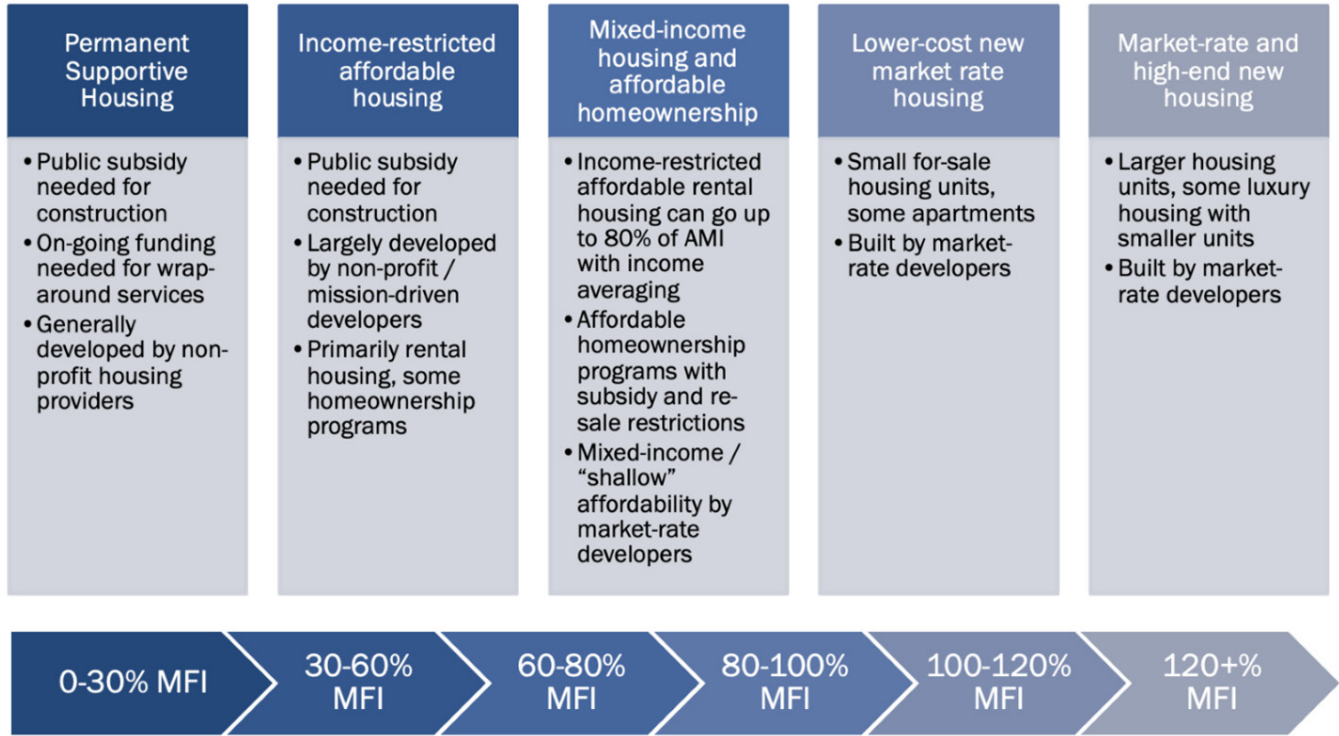 Permanent
Supportive
Housing
• Public subsidy
needed for
construction
• On-going funding
needed for wrap-
around services
• Generally
developed by non-
profit housing
providers
Income-restricted
affordable
housing
• Public subsidy
needed for
construction
• Largely developed
by non-profit /
mission-driven
developers
• Primarily rental
housing, some
homeownership
programs
Mixed-income
housing and
affordable
homeownership
• Income-restricted
affordable rental
housing can go up
to 80% of AMI
with income
averaging
• Affordable
homeownership
programs with
subsidy and re-
sale restrictions
• Mixed-income /
“shallow”
affordability by
market-rate
developers
Lower-cost new
market rate
housing
• Small for-sale
housing units,
some apartments
• Built by market-
rate developers
Market-rate and
high-end new
housing
• Larger housing
units, some luxury
housing with
smaller units
• Built by market-
rate developers
0-30% MFI
30-60%
MFI
60-80%
MFI
80-100%
MFI
100-120%
MFI
120+%
MFI